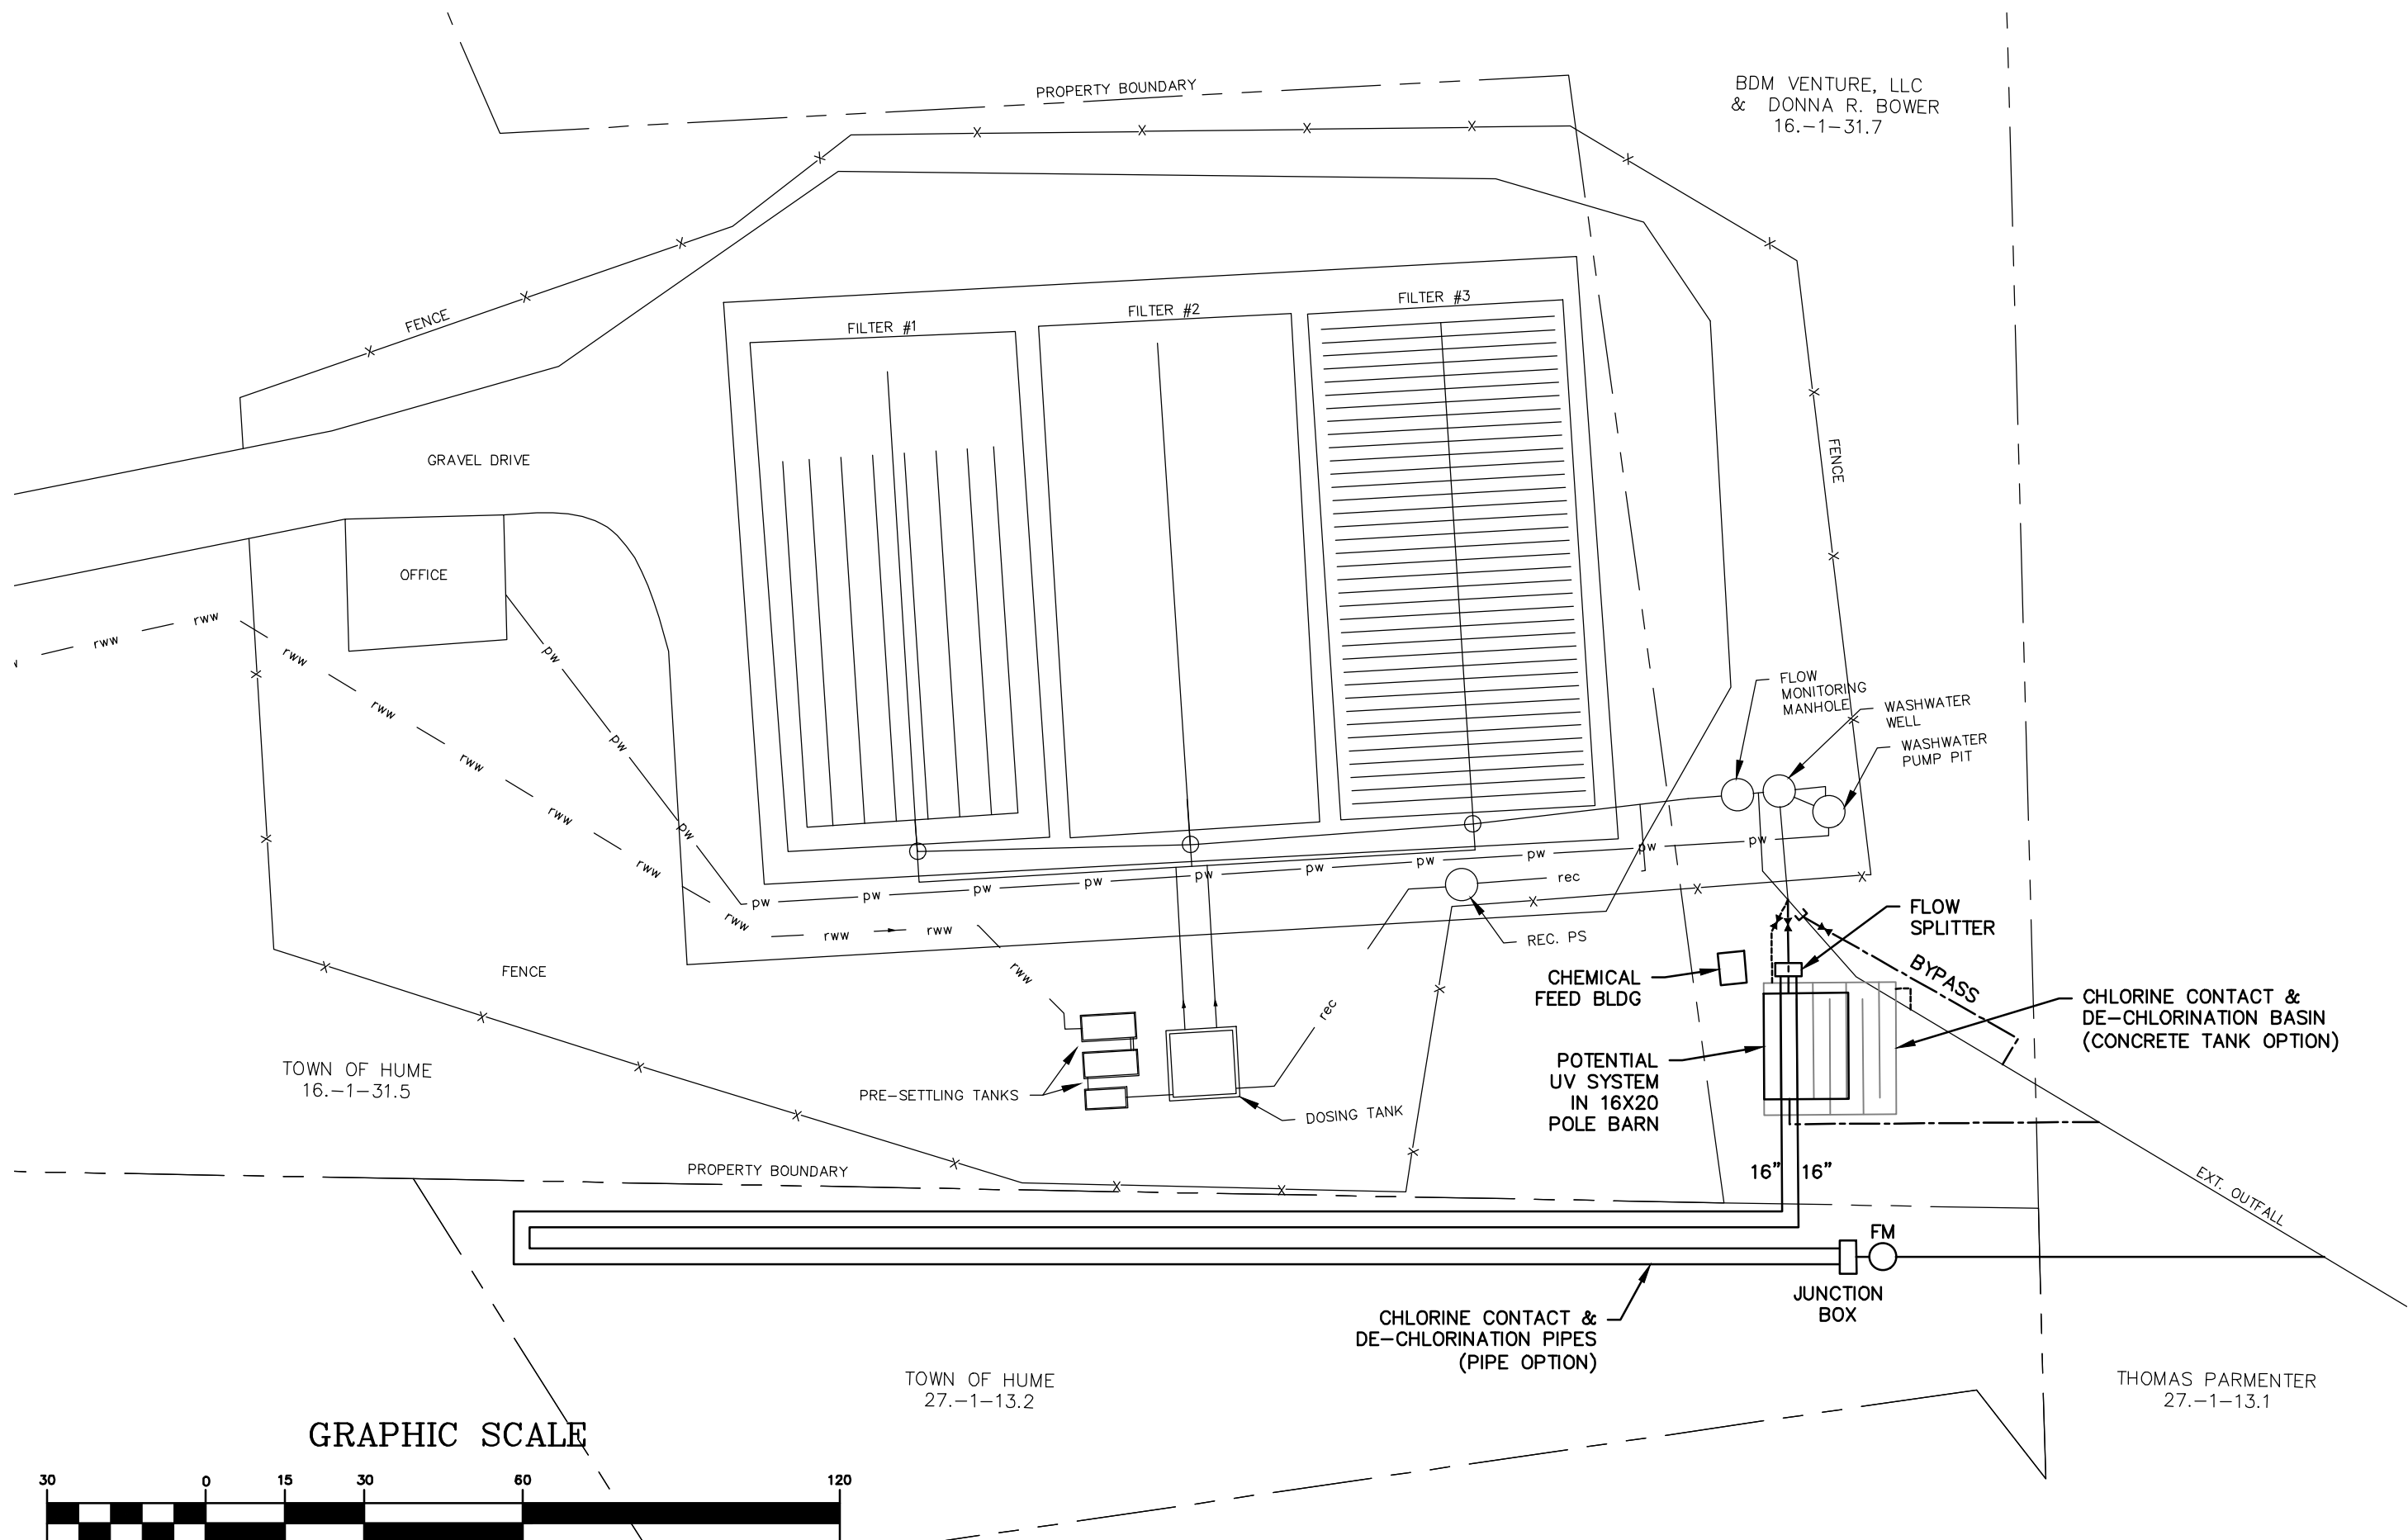 PROPERTY BOUNDARY
BDM VENTURE, LLC
& DONNA R. BOWER
16.-1-31.7
FENCE
FILTER #1
FILTER #2
FILTER #3
GRAVEL DRIVE
FENCE
OFFICE
rww
rww
rww
rww
rww
rww
rww
rww
rww
rww
rww
pw
pw
pw
pw
pw
pw
pw
pw
pw
pw
pw
pw
pw
FLOW
MONITORING
MANHOLE
WASHWATER
WELL
WASHWATER
PUMP PIT
rec
REC. PS
rec
FENCE
FLOW
SPLITTER
BYPASS
CHEMICAL
FEED BLDG
CHLORINE CONTACT &
DE-CHLORINATION BASIN
(CONCRETE TANK OPTION)
POTENTIAL
UV SYSTEM
IN 16X20
POLE BARN
TOWN OF HUME
16.-1-31.5
PRE-SETTLING TANKS
DOSING TANK
PROPERTY BOUNDARY
16" 16"
EXT. OUTFALL
FM
JUNCTION
BOX
CHLORINE CONTACT &
DE-CHLORINATION PIPES
(PIPE OPTION)
TOWN OF HUME
27.-1-13.2
THOMAS PARMENTER
27.-1-13.1
GRAPHIC SCALE
30 0 15 30 60 120